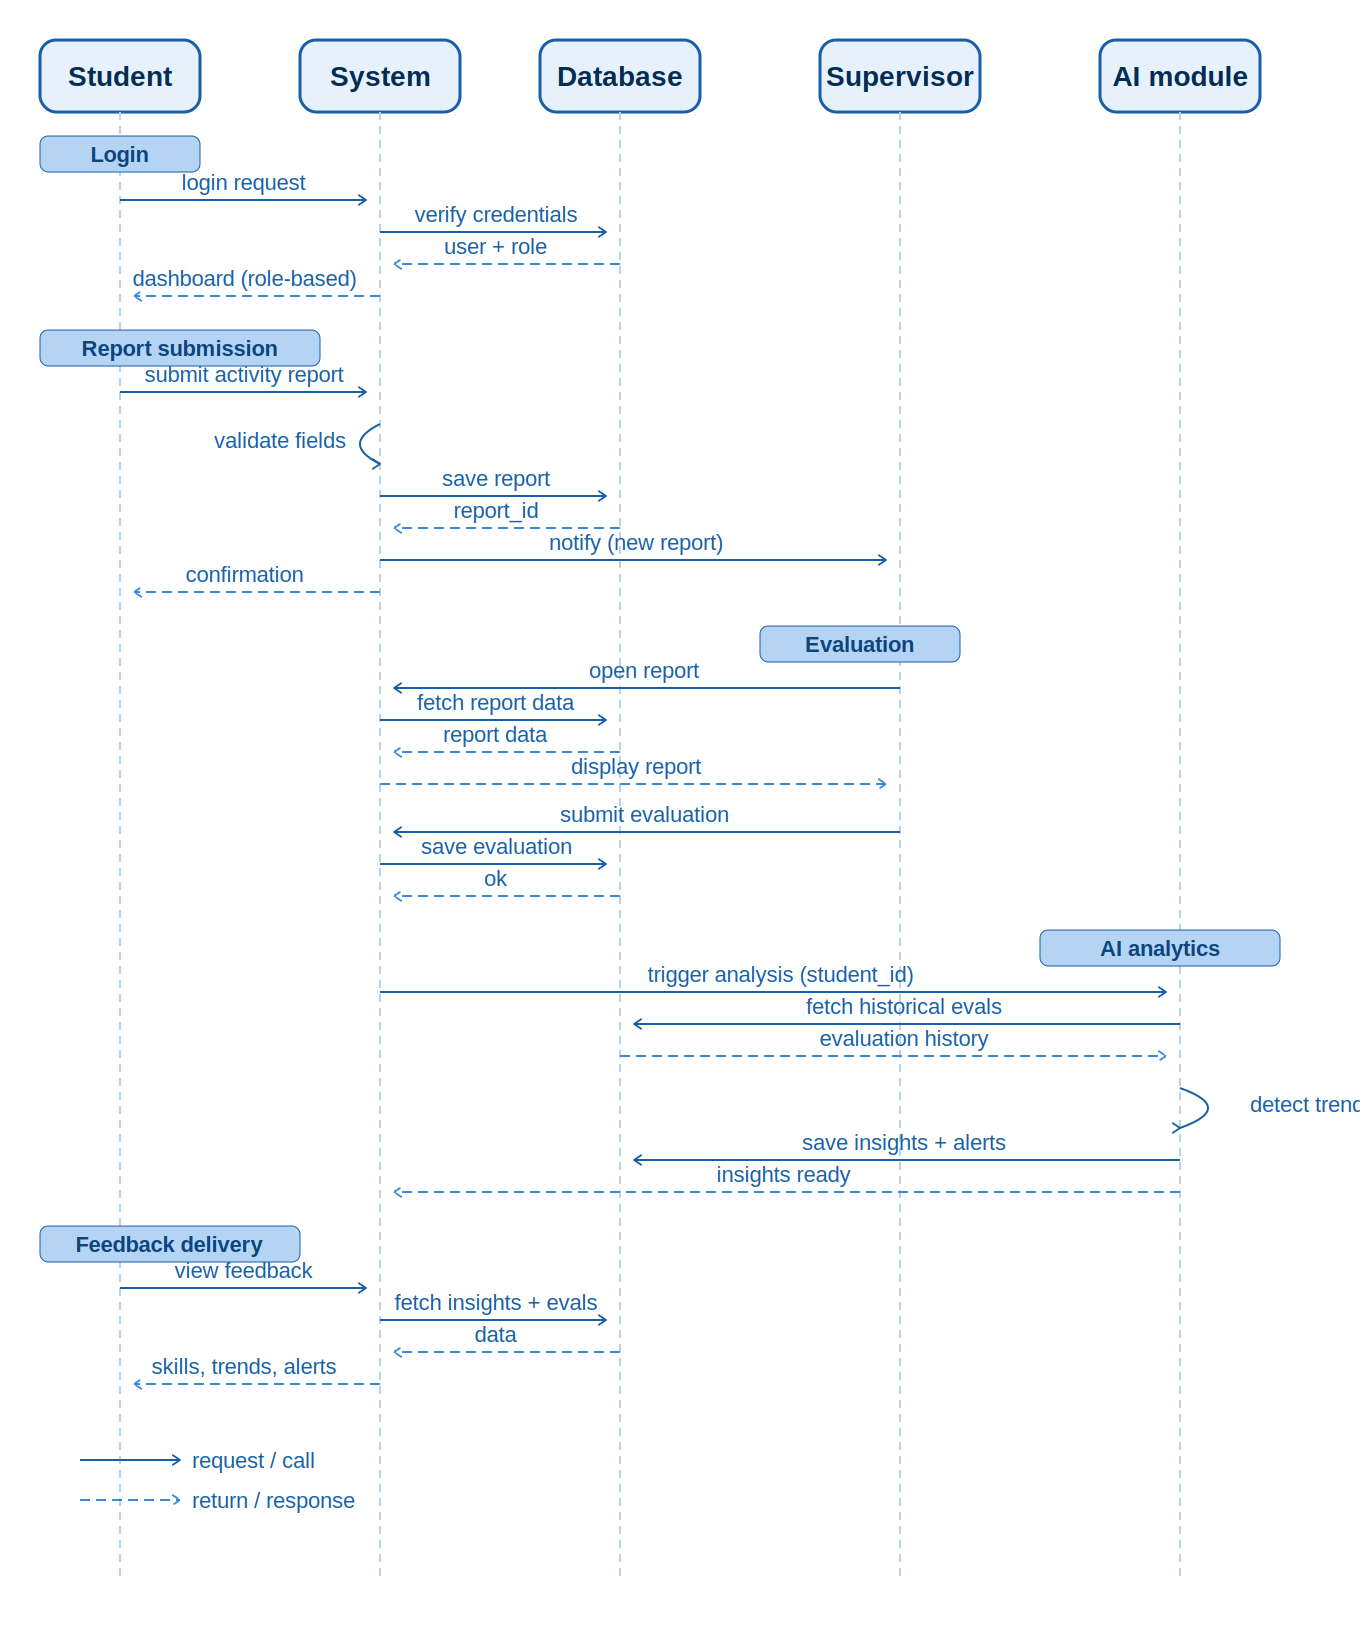 Student
System
Database
Supervisor
AI module
Login
login request
verify credentials
user + role
dashboard (role-based)
Report submission
submit activity report
validate fields
save report
report_id
notify (new report)
confirmation
Evaluation
open report
fetch report data
report data
display report
submit evaluation
save evaluation
ok
AI analytics
trigger analysis (student_id)
fetch historical evals
evaluation history
detect trend
save insights + alerts
insights ready
Feedback delivery
view feedback
fetch insights + evals
data
skills, trends, alerts
request / call
return / response